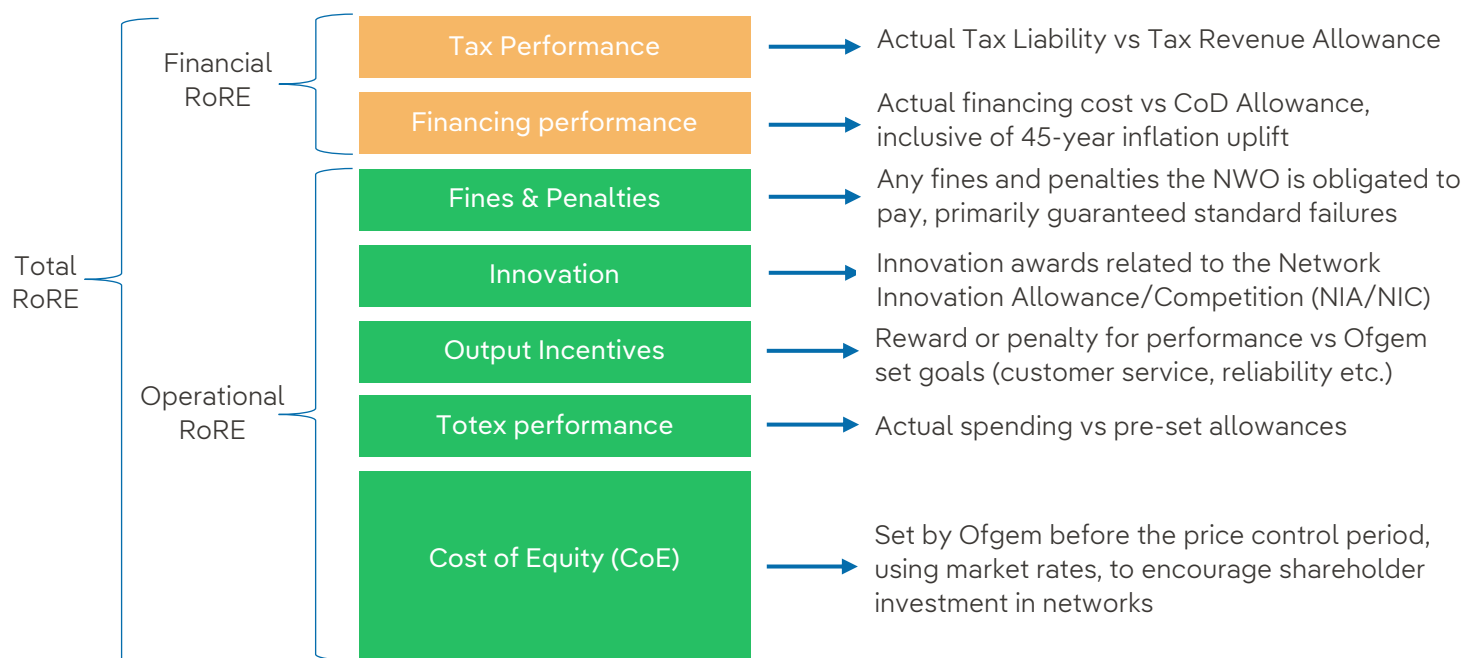 Tax Performance
Actual Tax Liability vs Tax Revenue Allowance
Financial
RoRE
Financing performance
Actual financing cost vs CoD Allowance,
inclusive of 45-year inflation uplift
Fines & Penalties
Any fines and penalties the NWO is obligated to
pay, primarily guaranteed standard failures
Total
RoRE
Innovation
Innovation awards related to the Network
Innovation Allowance/Competition (NIA/NIC)
Output Incentives
Reward or penalty for performance vs Ofgem
set goals (customer service, reliability etc.)
Operational
RoRE
Totex performance
Actual spending vs pre-set allowances
Cost of Equity (CoE)
Set by Ofgem before the price control period,
using market rates, to encourage shareholder
investment in networks